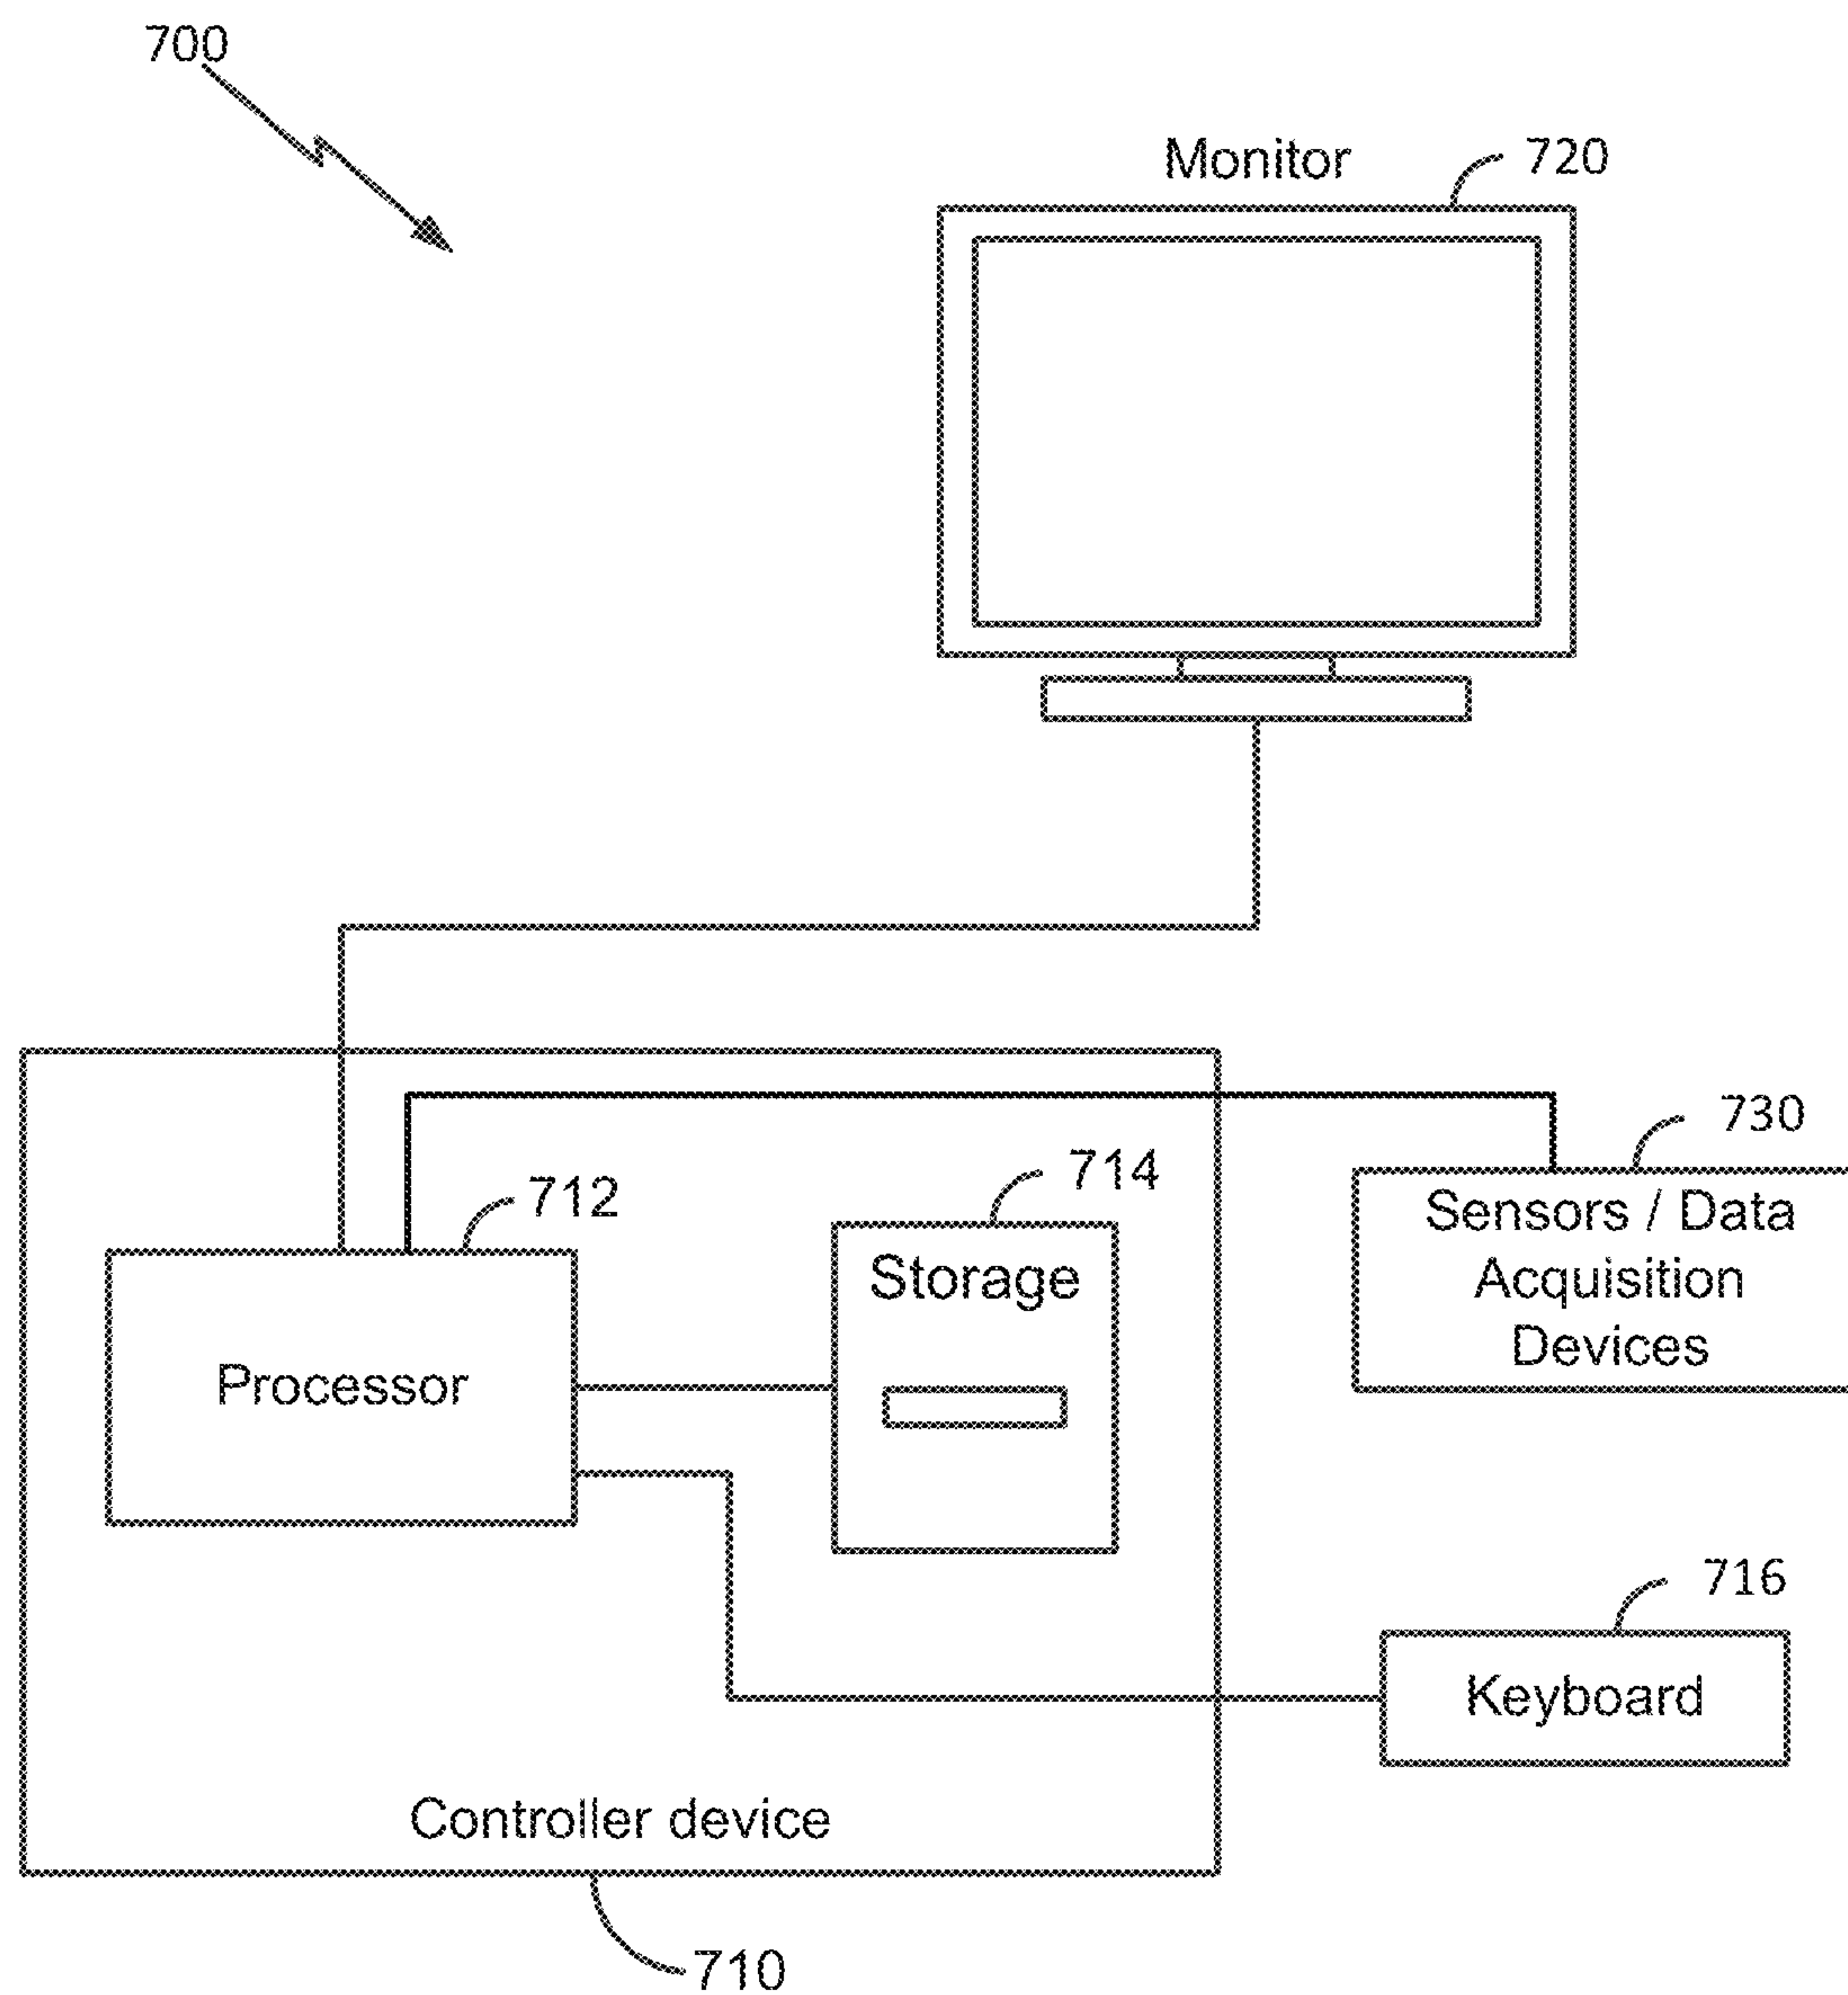 700
Monitor
720
730
Sensors / Data
Acquisition
Devices
712
714
Storage
Processor
716
Keyboard
Controller device
710